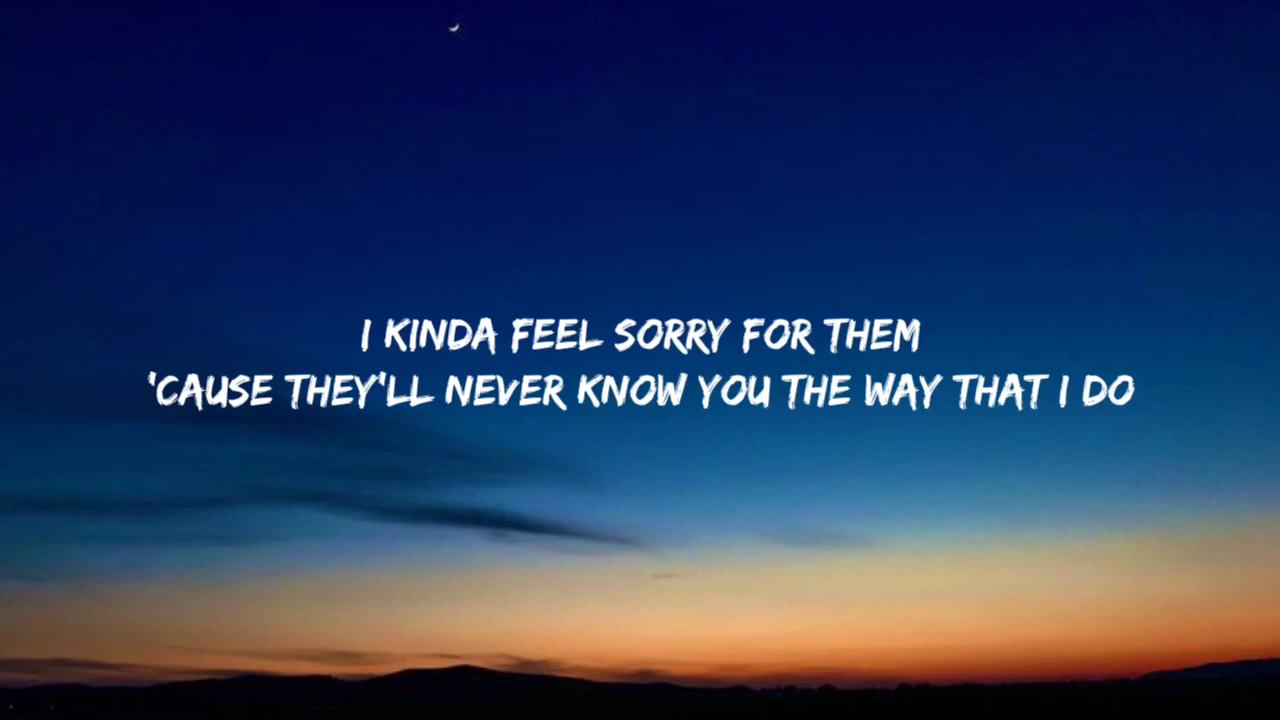 I KINDA FEEL SORRY FOR THEM
'CAUSE THEY'LL NEVER KNOW YOU THE WAY THAT I DO